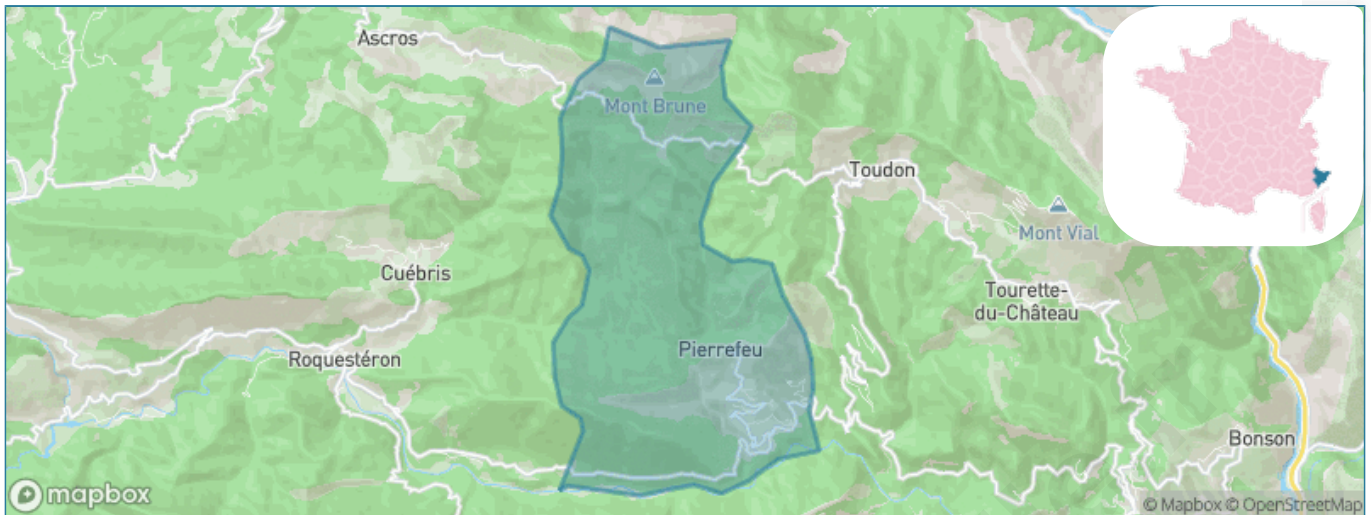 Ascros
Mont Brune
Toudon
Mont Vial
Cuébris
Tourette-
du-Château
Pierrefeu
Roquestéron
Bonson
mapbox
© Mapbox © OpenStreetMap